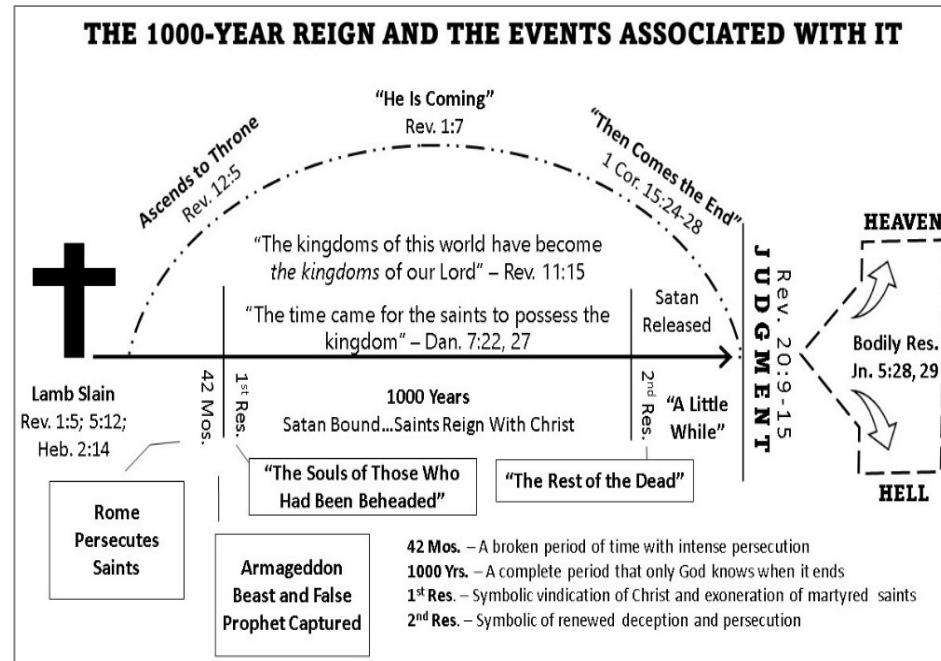 THE 1000-YEAR REIGN AND THE EVENTS ASSOCIATED WITH IT
“He Is Coming”
Rev. 1:7
Ascends to Throne
Rev. 12:5
“Then Comes the End”
1 Cor. 15:24-28
“The kingdoms of this world have become
the kingdoms of our Lord” – Rev. 11:15
“The time came for the saints to possess the
kingdom” – Dan. 7:22, 27
Satan
Released
JUDGMENT
Rev. 20:9-15
HEAVEN
Bodily Res.
Jn. 5:28, 29
HELL
Lamb Slain
Rev. 1:5; 5:12;
Heb. 2:14
42 Mos.
1st Res.
1000 Years
Satan Bound...Saints Reign With Christ
2nd Res.
“A Little
While”
Rome
Persecutes
Saints
“The Souls of Those Who
Had Been Beheaded”
“The Rest of the Dead”
Armageddon
Beast and False
Prophet Captured
42 Mos. – A broken period of time with intense persecution
1000 Yrs. – A complete period that only God knows when it ends
1st Res. – Symbolic vindication of Christ and exoneration of martyred saints
2nd Res. – Symbolic of renewed deception and persecution